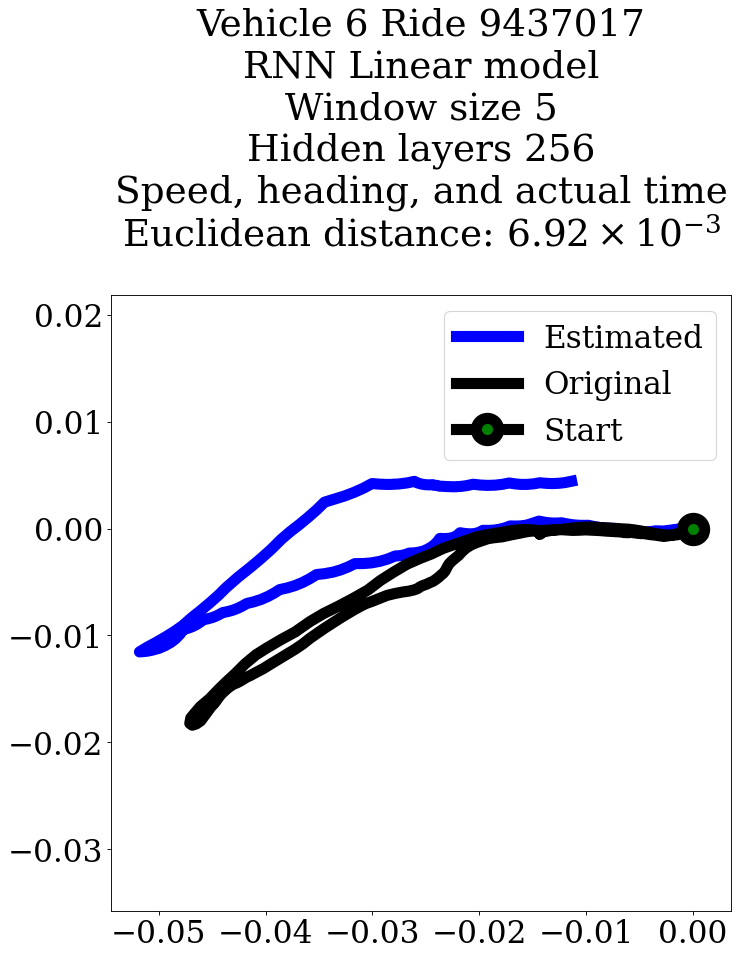 Vehicle 6 Ride 9437017
RNN Linear model
Window size 5
Hidden layers 256
Speed, heading, and actual time
Euclidean distance: 6.92 × 10⁻³
Estimated
Original
Start
0.02
0.01
0.00
−0.01
−0.02
−0.03
−0.05 −0.04 −0.03 −0.02 −0.01 0.00